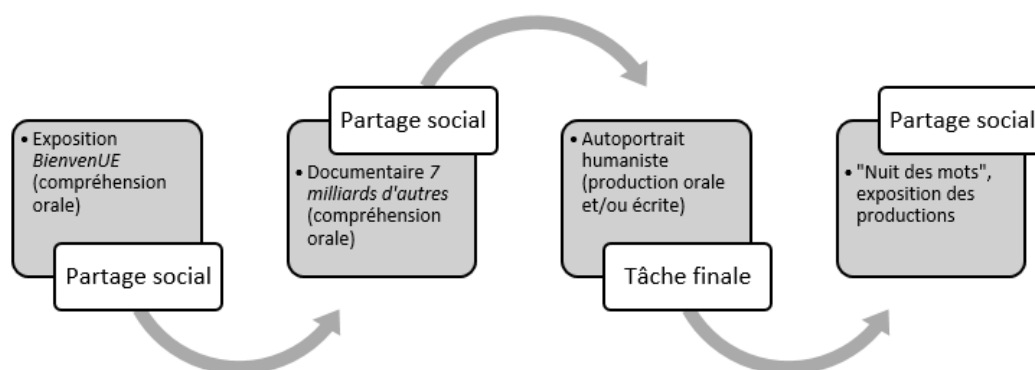 • Exposition
BienvenUE
(compréhension
orale)
Partage social
Partage social
• Documentaire 7
milliards d'autres
(compréhension
orale)
• Autoportrait
humaniste
(production orale
et/ou écrite)
Tâche finale
Partage social
• "Nuit des mots",
exposition des
productions